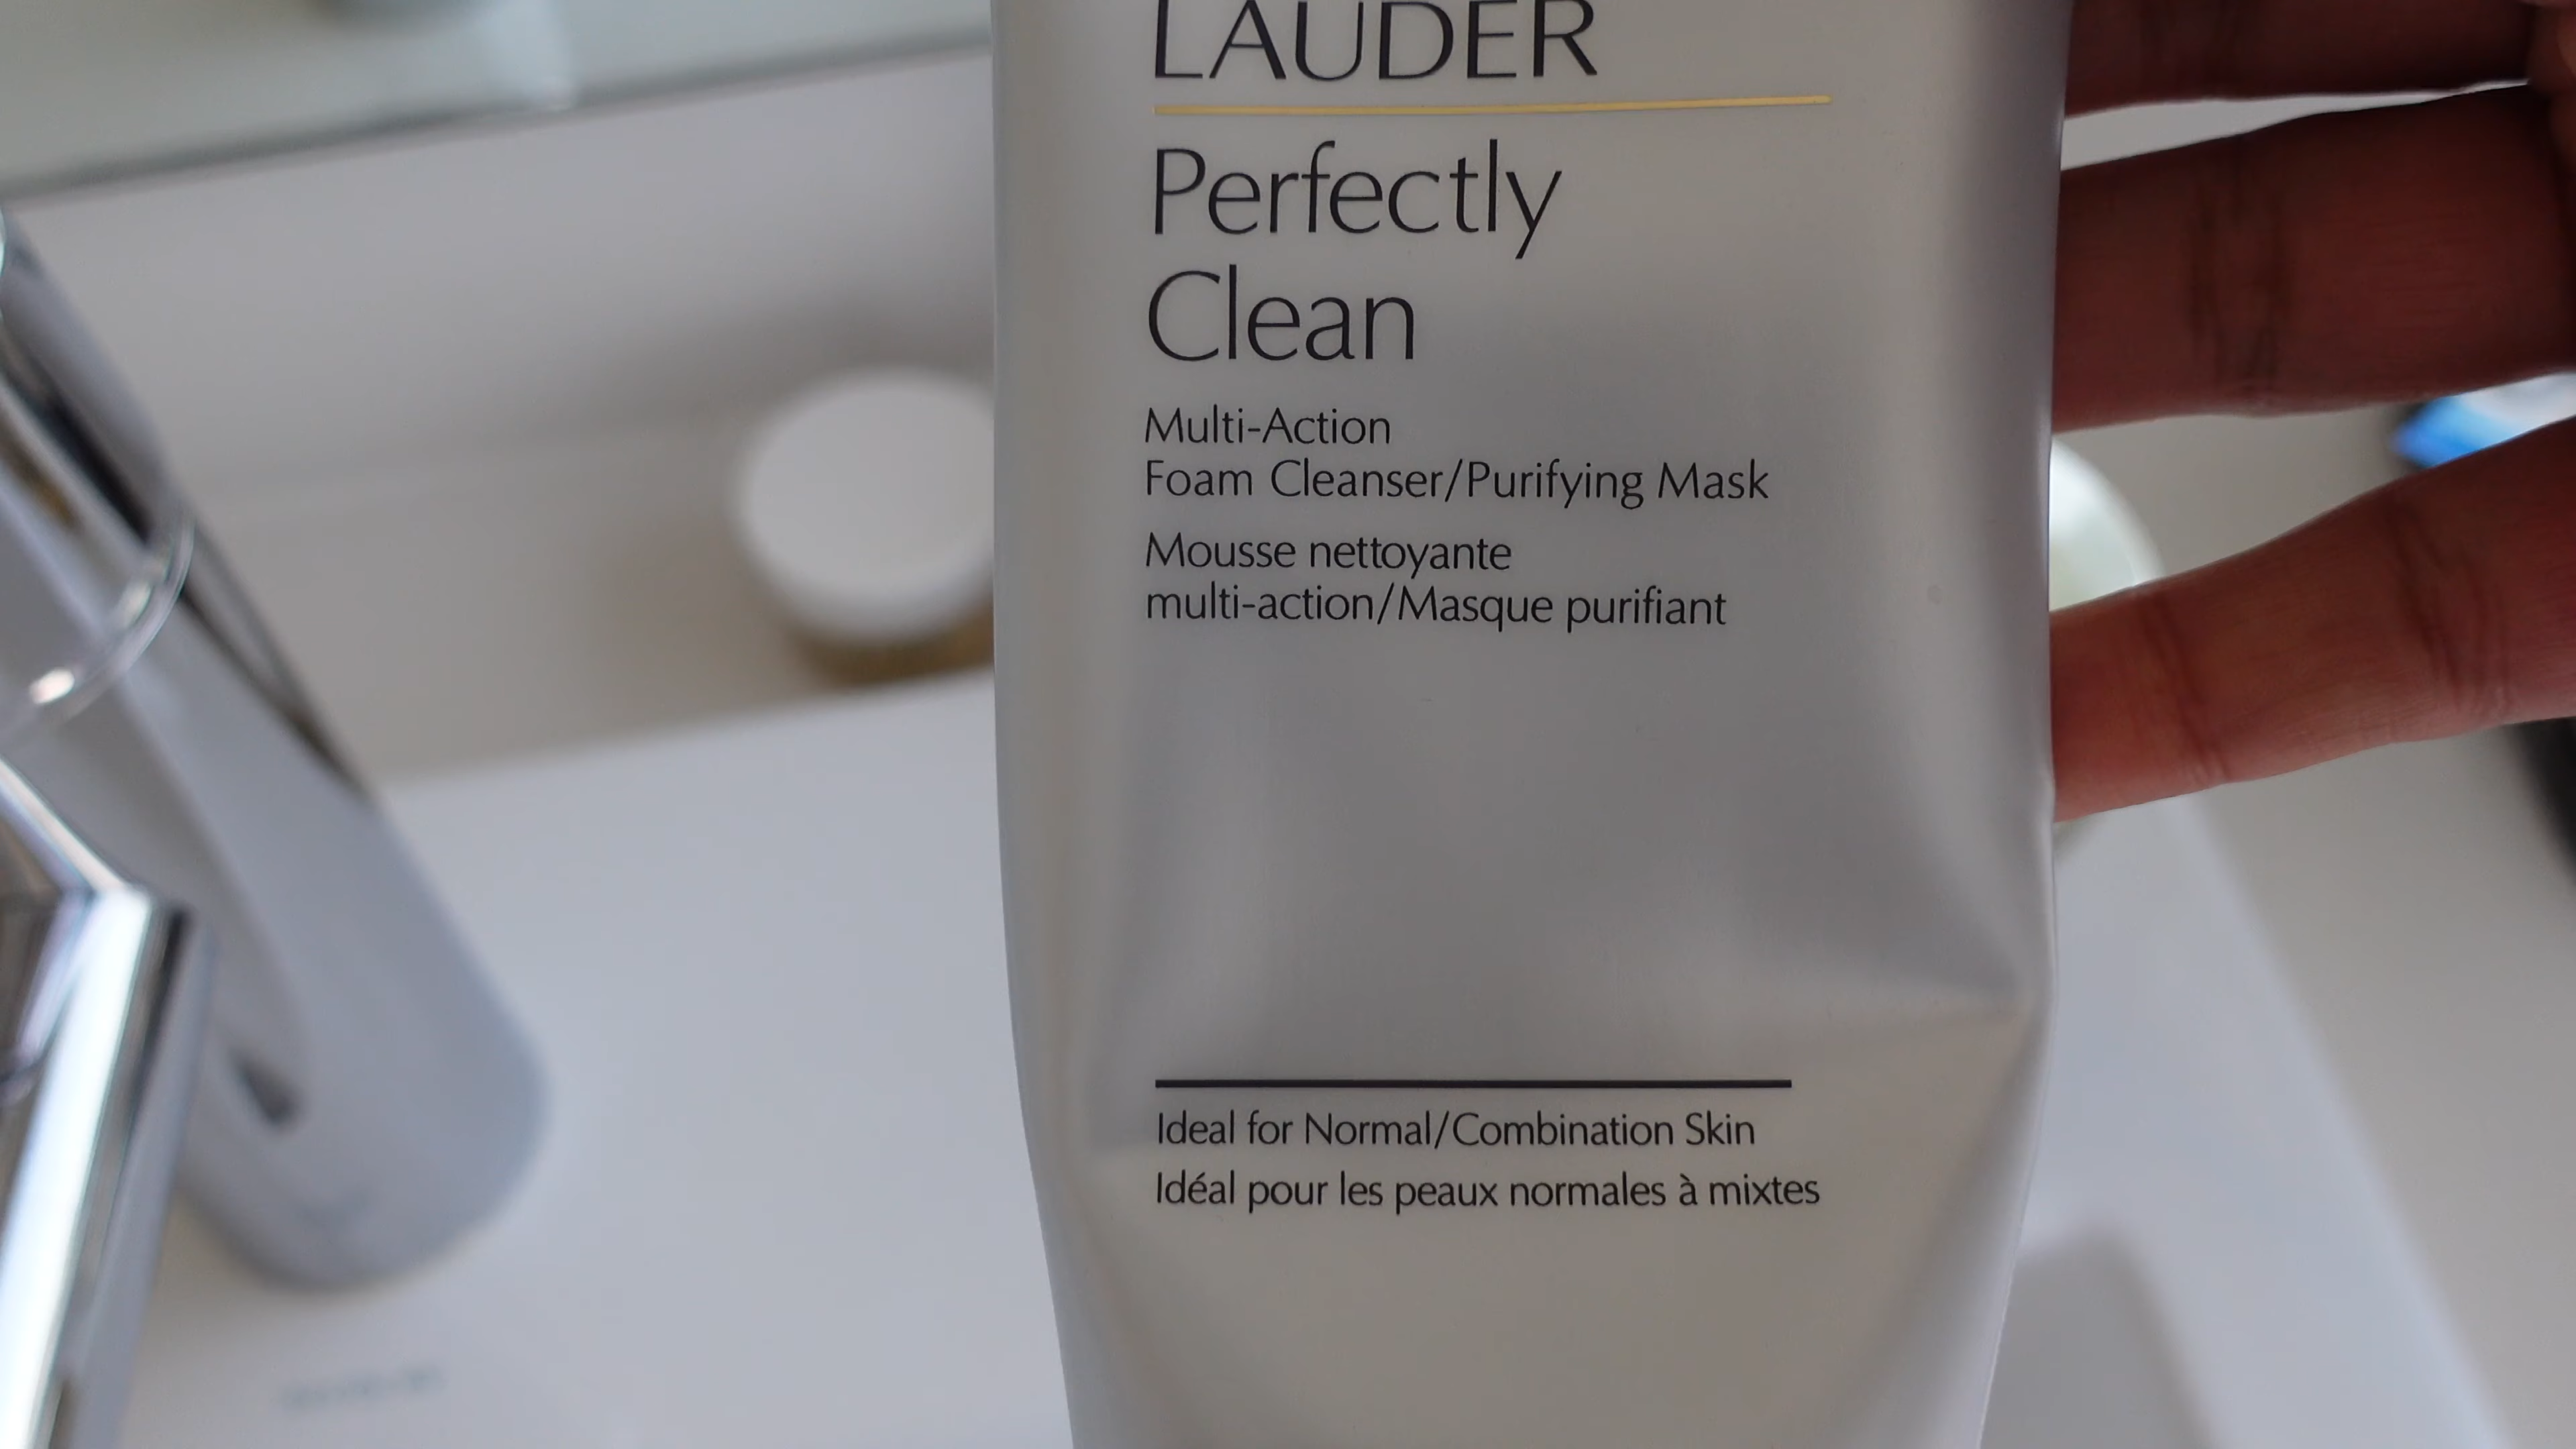 LAUDER
Perfectly
Clean
Multi-Action
Foam Cleanser/Purifying Mask
Mousse nettoyante
multi-action/Masque purifiant
Ideal for Normal/Combination Skin
Idéal pour les peaux normales à mixtes